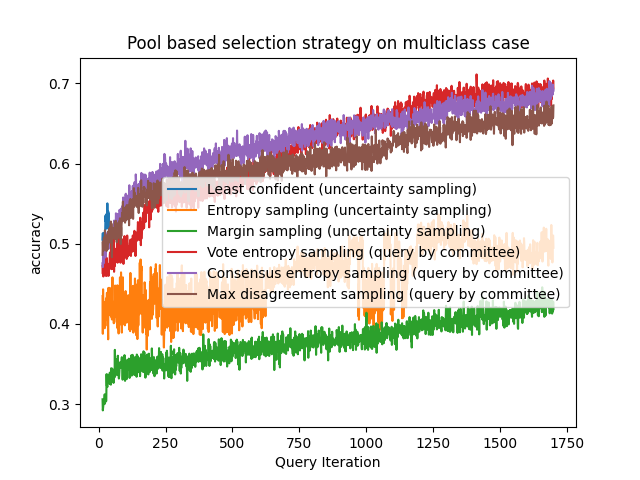 Pool based selection strategy on multiclass case
0.7
0.6
0.5
0.4
0.3
accuracy
Least confident (uncertainty sampling)
Entropy sampling (uncertainty sampling)
Margin sampling (uncertainty sampling)
Vote entropy sampling (query by committee)
Consensus entropy sampling (query by committee)
Max disagreement sampling (query by committee)
0 250 500 750 1000 1250 1500 1750
Query Iteration